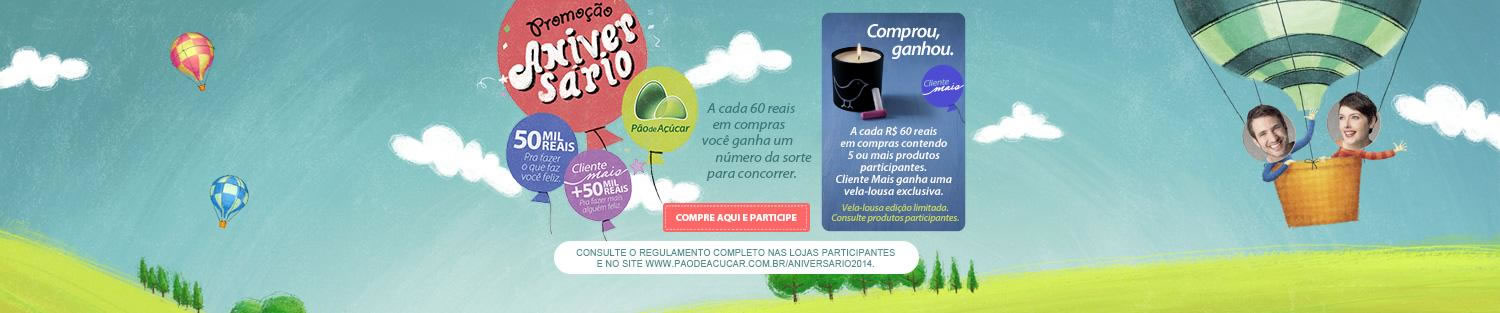 Promoção
Aniver
sário
Pão de Açúcar
50 MIL
REAIS
Pra fazer
o que faz
você feliz.
Cliente
mais
+50 MIL
REAIS
Pra fazer mais
alguém feliz.
A cada 60 reais
em compras
você ganha um
número da sorte
para concorrer.
COMPRE AQUI E PARTICIPE
Comprou,
ganhou.
Cliente
mais
A cada R$ 60 reais
em compras contendo
5 ou mais produtos
participantes.
Cliente Mais ganha uma
vela-lousa exclusiva.
Vela-lousa edição limitada.
Consulte produtos participantes.
CONSULTE O REGULAMENTO COMPLETO NAS LOJAS PARTICIPANTES
E NO SITE WWW.PAODEACUCAR.COM.BR/ANIVERSARIO2014.